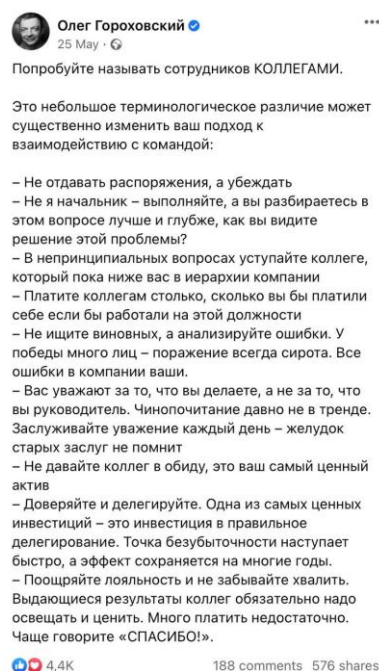 Олег Гороховский
25 May
Попробуйте называть сотрудников КОЛЛЕГАМИ.
Это небольшое терминологическое различие может
существенно изменить ваш подход к
взаимодействию с командой:
– Не отдавать распоряжения, а убеждать
– Не я начальник – выполняйте, а вы разбираетесь в
этом вопросе лучше и глубже, как вы видите
решение этой проблемы?
– В непринципиальных вопросах уступайте коллеге,
который пока ниже вас в иерархии компании
– Платите коллегам столько, сколько вы бы платили
себе если бы работали на этой должности
– Не ищите виновных, а анализируйте ошибки. У
победы много лиц – поражение всегда сирота. Все
ошибки в компании ваши.
– Вас уважают за то, что вы делаете, а не за то, что
вы руководитель. Чинопочитание давно не в тренде.
Заслуживайте уважение каждый день – желудок
старых заслуг не помнит
– Не давайте коллег в обиду, это ваш самый ценный
актив
– Доверяйте и делегируйте. Одна из самых ценных
инвестиций – это инвестиция в правильное
делегирование. Точка безубыточности наступает
быстро, а эффект сохраняется на многие годы.
– Поощряйте лояльность и не забывайте хвалить.
Выдающиеся результаты коллег обязательно надо
освещать и ценить. Много платить недостаточно.
Чаще говорите «СПАСИБО!».
4,4K 188 comments 576 shares